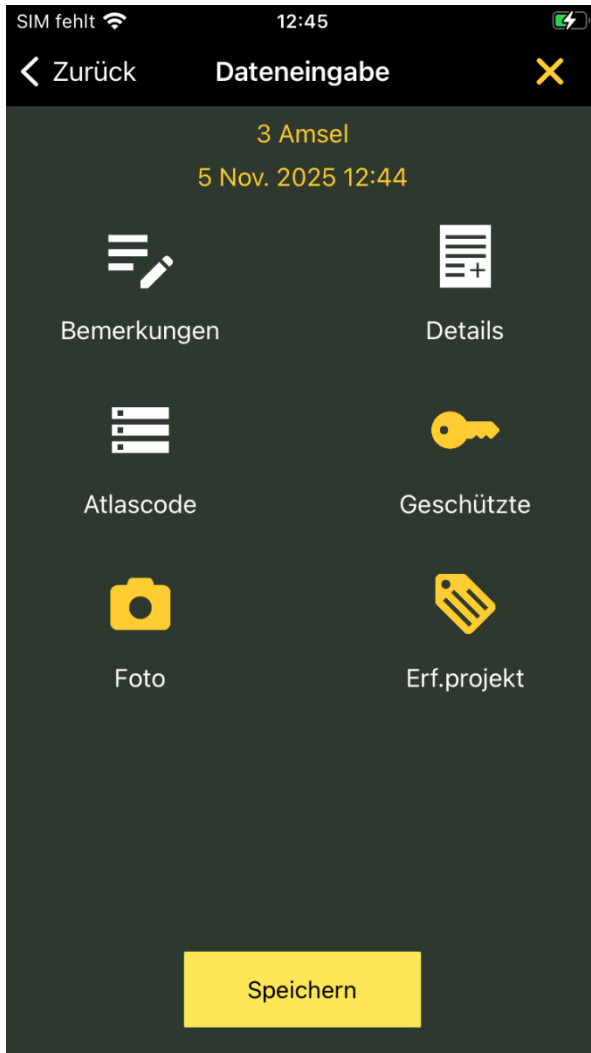 SIM fehlt 12:45
Zurück Dateneingabe
3 Amsel
5 Nov. 2025 12:44
Bemerkungen Details
Atlascode Geschützte
Foto Erf.projekt
Speichern